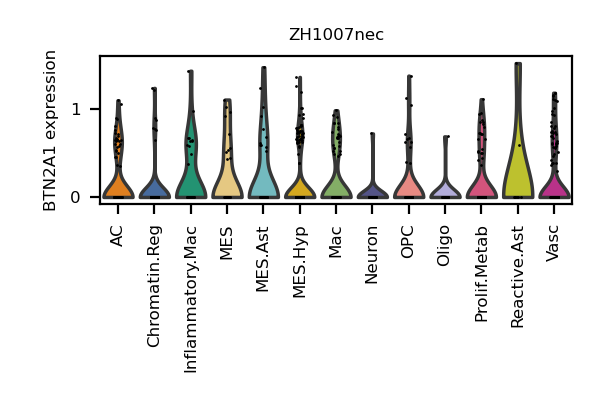 ZH1007nec
BTN2A1 expression
1
0
AC
Chromatin.Reg
Inflammatory.Mac
MES
MES.Ast
MES.Hyp
Mac
Neuron
OPC
Oligo
Prolif.Metab
Reactive.Ast
Vasc